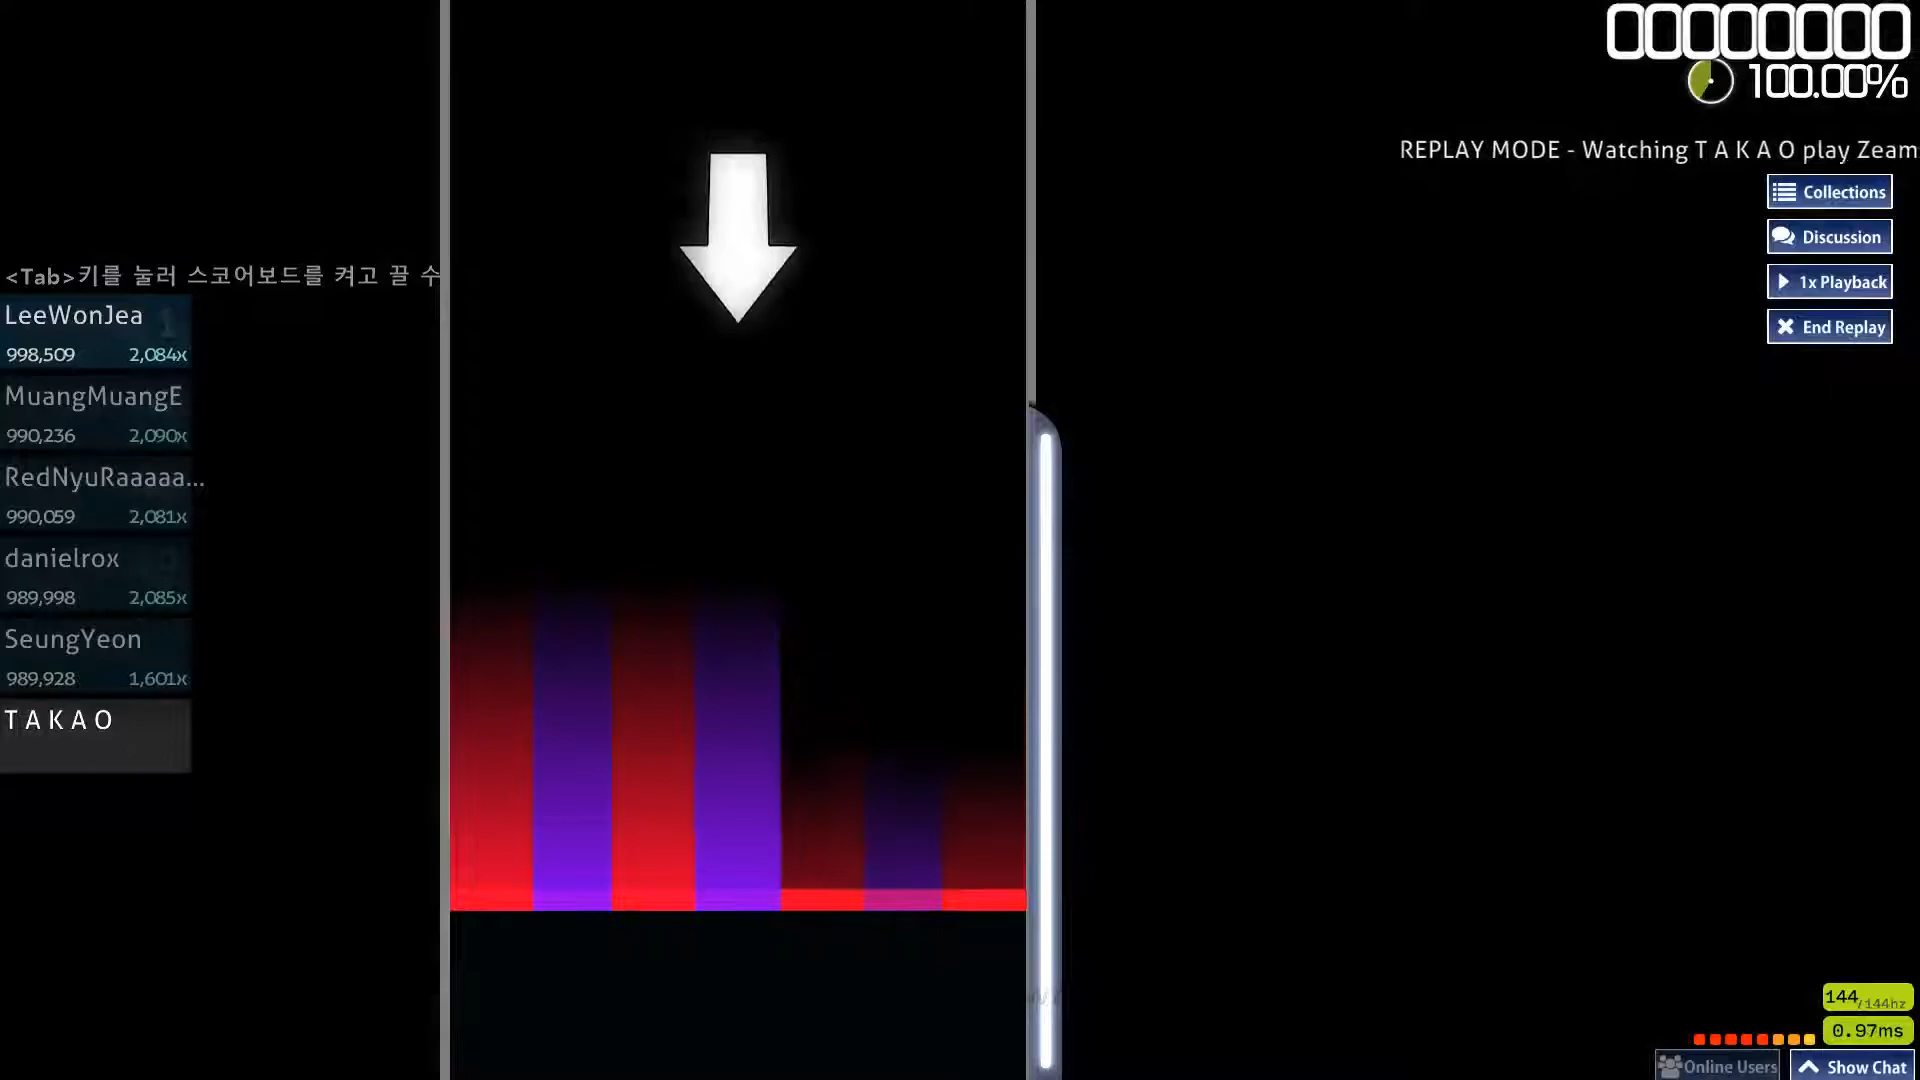 00000000
100.00%
REPLAY MODE - Watching T A K A O play Zeam
Collections
Discussion
1x Playback
End Replay
<Tab>키를 눌러 스코어보드를 켜고 끌 수
LeeWonJea
1
998,509 2,084x
MuangMuangE
990,236 2,090x
RedNyuRaaaaa...
990,059 2,081x
danielrox
989,998 2,085x
SeungYeon
989,928 1,601x
T A K A O
144/144hz
0.97ms
Online Users
Show Chat